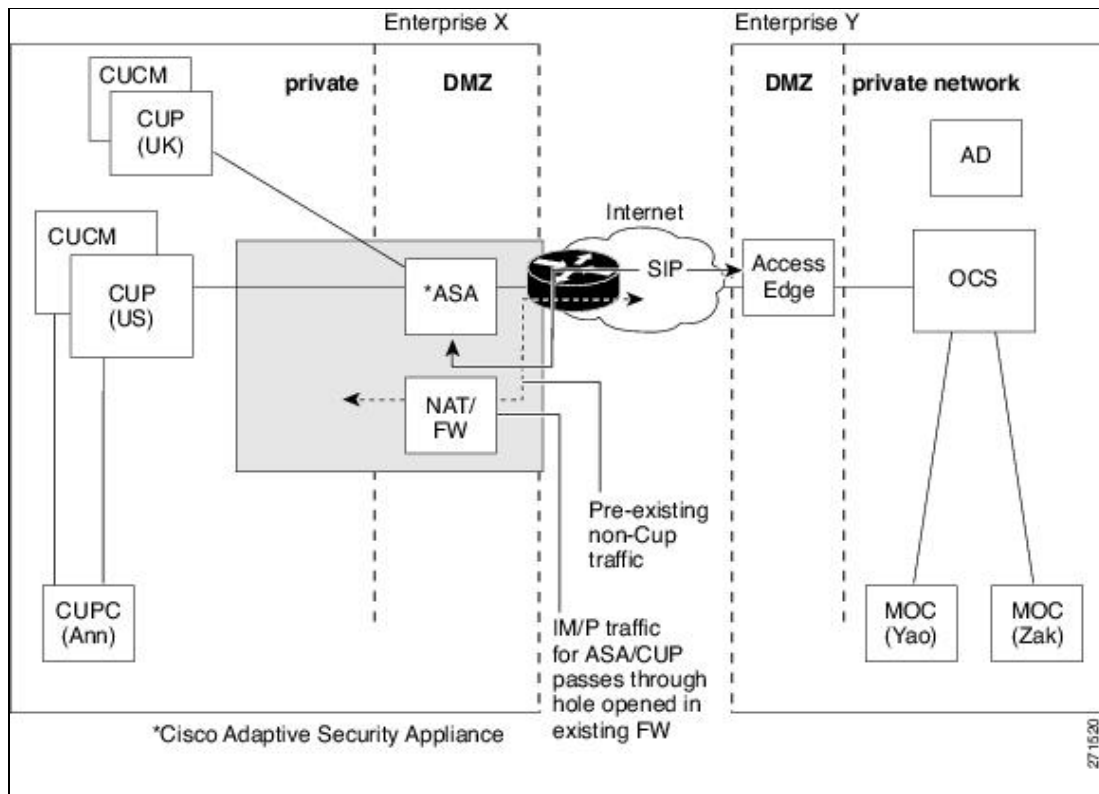 Enterprise X
Enterprise Y
private
DMZ
DMZ
private network
CUCM
CUP
(UK)
AD
CUCM
CUP
(US)
*ASA
Internet
SIP
Access
Edge
OCS
NAT/
FW
Pre-existing
non-Cup
traffic
CUPC
(Ann)
IM/P traffic
for ASA/CUP
passes through
hole opened in
existing FW
MOC
(Yao)
MOC
(Zak)
*Cisco Adaptive Security Appliance
271520